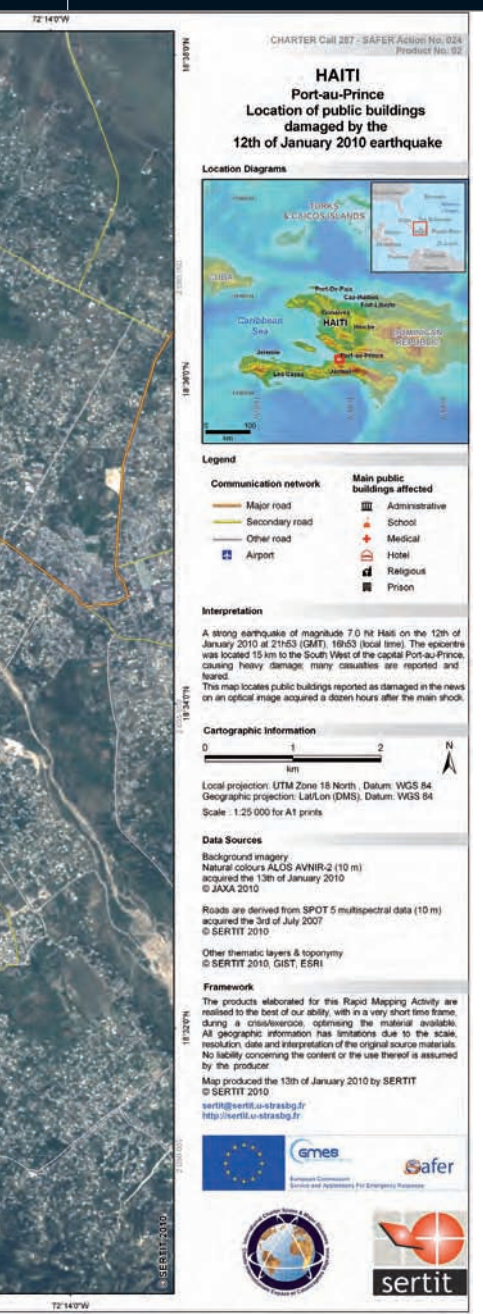 72°14'0"W
CHARTER Call 287 - SAFER Action No. 024
Product No. 02
HAITI
Port-au-Prince
Location of public buildings
damaged by the
12th of January 2010 earthquake
18°38'0"N
Location Diagrams
TURKS
& CAICOS ISLANDS
CUBA
Port-De-Paix
Cap-Haitien
Fort-Liberte
Gonaives
HAITI
Hinche
Caribbean
Sea
DOMINICAN
REPUBLIC
Jeremie
Port-au-Prince
Les Cayes
Jacmel
0 100
km
18°36'0"N
Legend
Communication network
Major road
Secondary road
Other road
Airport
Main public
buildings affected
Administrative
School
Medical
Hotel
Religious
Prison
Interpretation
A strong earthquake of magnitude 7.0 hit Haiti on the 12th of
January 2010 at 21h53 (GMT), 16h53 (local time). The epicentre
was located 15 km to the South West of the capital Port-au-Prince,
causing heavy damage; many casualties are reported and
feared.
This map locates public buildings reported as damaged in the news
on an optical image acquired a dozen hours after the main shock.
18°34'0"N
Cartographic Information
0 1 2
km
N
Local projection: UTM Zone 18 North , Datum: WGS 84
Geographic projection: Lat/Lon (DMS), Datum: WGS 84
Scale : 1:25 000 for A1 prints
Data Sources
Background imagery
Natural colours ALOS AVNIR-2 (10 m)
acquired the 13th of January 2010
© JAXA 2010
Roads are derived from SPOT 5 multispectral data (10 m)
acquired the 3rd of July 2007
© SERTIT 2010
Other thematic layers & toponymy
© SERTIT 2010, GIST, ESRI
Framework
The products elaborated for this Rapid Mapping Activity are
realised to the best of our ability, with in a very short time frame,
during a crisis/exercice, optimising the material available.
All geographic information has limitations due to the scale,
resolution, date and interpretation of the original source materials.
No liability concerning the content or the use thereof is assumed
by the producer.
18°32'0"N
Map produced the 13th of January 2010 by SERTIT
© SERTIT 2010
sertit@sertit.u-strasbg.fr
http://sertit.u-strasbg.fr
Gmes
Safer
European Commission
Service and Applications For Emergency Response
© SERTIT 2010
sertit
72°14'0"W